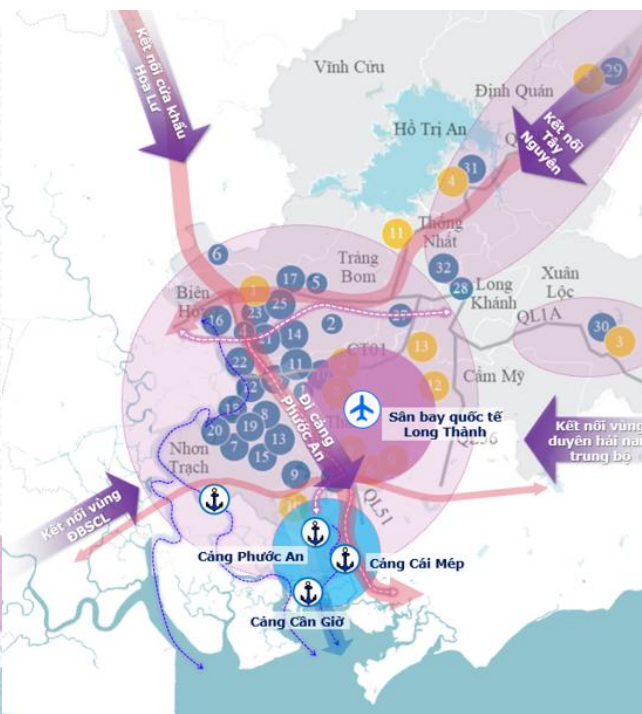 Kết nối cửa khẩu
Hoa Lư
Vĩnh Cửu
Định Quán
29
Hồ Trị An
Kết nối
Tây
Nguyên
31
4
11
Thống
Nhất
6
Trảng
Bom
17
5
32
28
Long
Khánh
Xuân
Lộc
Biên
25
23
16
2
QL1A
30
3
14
13
CT01
22
11
12
Cẩm Mỹ
Sân bay quốc tế
Long Thành
Đi cảng
Phước An
8
20
19
7
13
15
Nhơn
Trạch
9
Kết nối vùng
duyên hải na
trung bộ
Kết nối vùng
ĐBSCL
QL51
Cảng Phước An
Cảng Cái Mép
Cảng Cần Giờ